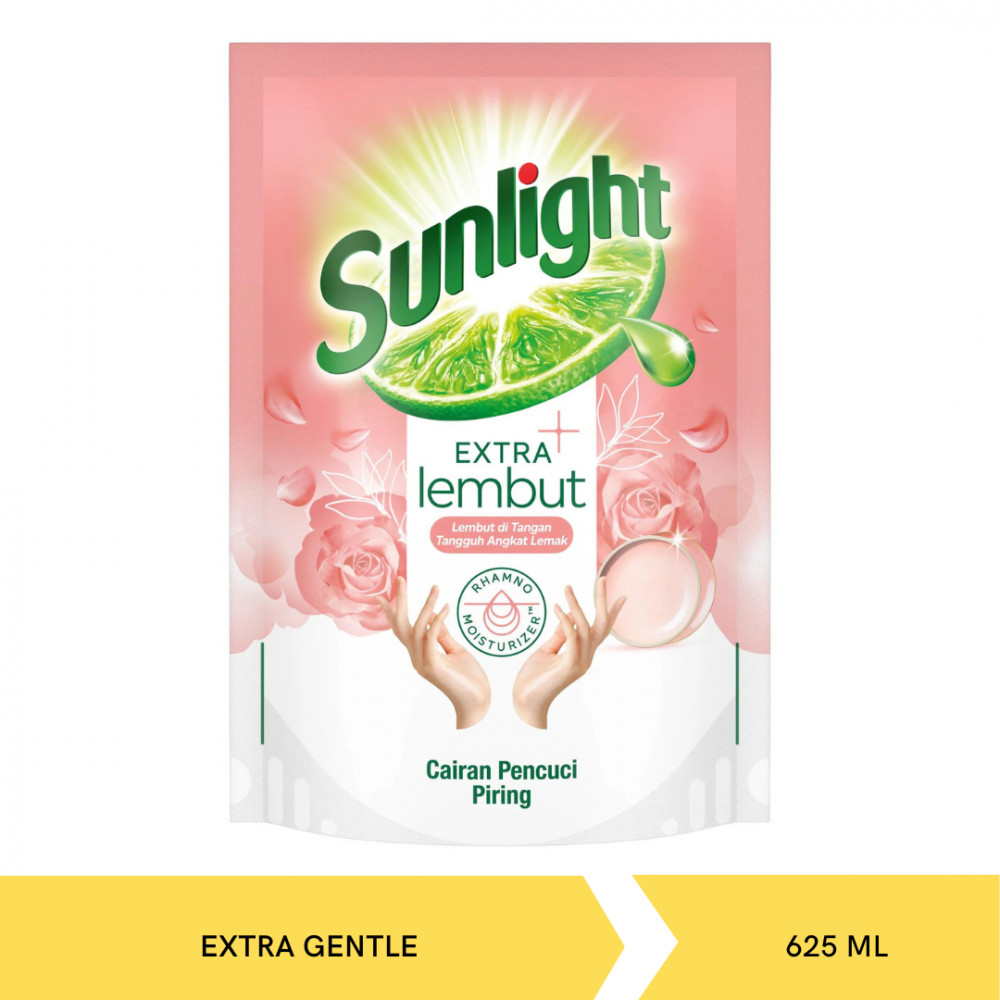 Sunlight
EXTRA
lembut
Lembut di Tangan
Tangguh Angkat Lemak
RHAMNO
MOISTURIZER™
Cairan Pencuci
Piring
EXTRA GENTLE
625 ML